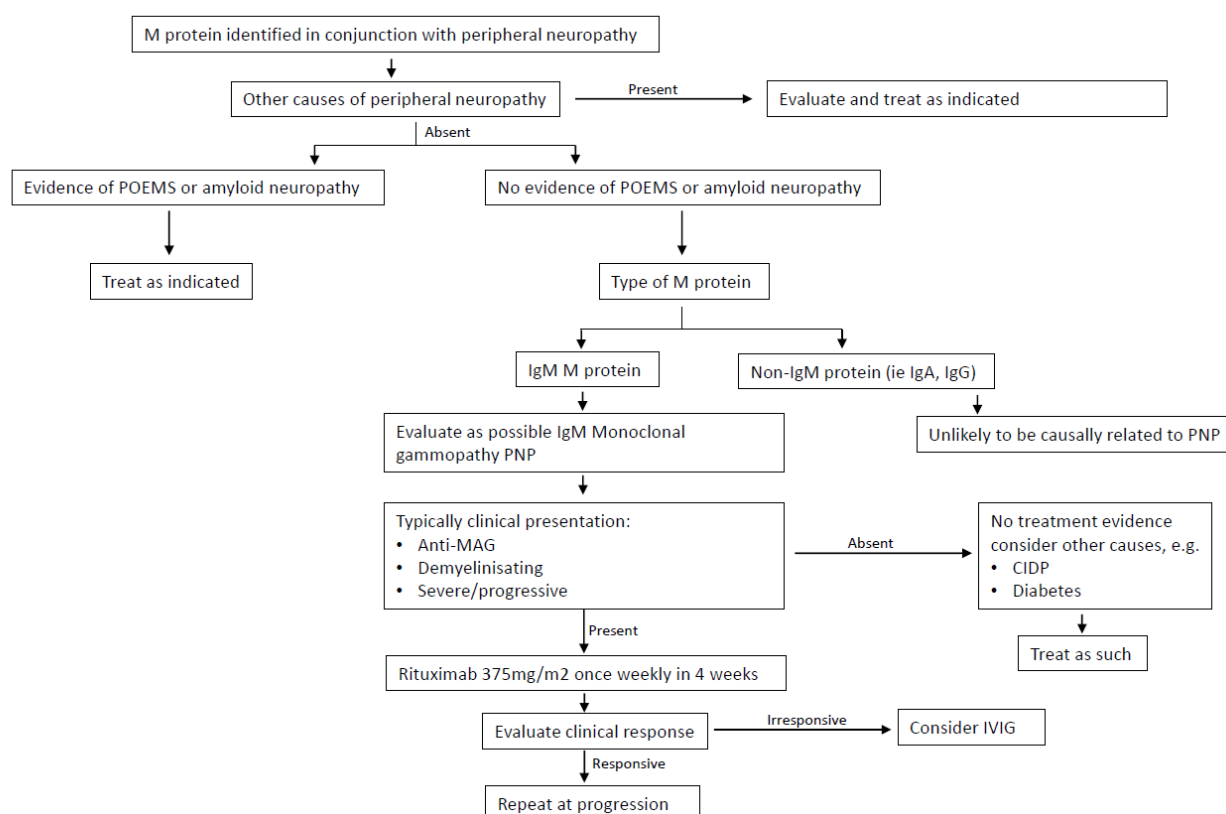 M protein identified in conjunction with peripheral neuropathy
Other causes of peripheral neuropathy
Present
Evaluate and treat as indicated
Absent
Evidence of POEMS or amyloid neuropathy
No evidence of POEMS or amyloid neuropathy
Treat as indicated
Type of M protein
IgM M protein
Non-IgM protein (ie IgA, IgG)
Evaluate as possible IgM Monoclonal
gammopathy PNP
Unlikely to be causally related to PNP
Typically clinical presentation:
• Anti-MAG
• Demyelinisating
• Severe/progressive
Absent
No treatment evidence
consider other causes, e.g.
• CIDP
• Diabetes
Present
Treat as such
Rituximab 375mg/m2 once weekly in 4 weeks
Evaluate clinical response
Irresponsive
Consider IVIG
Responsive
Repeat at progression